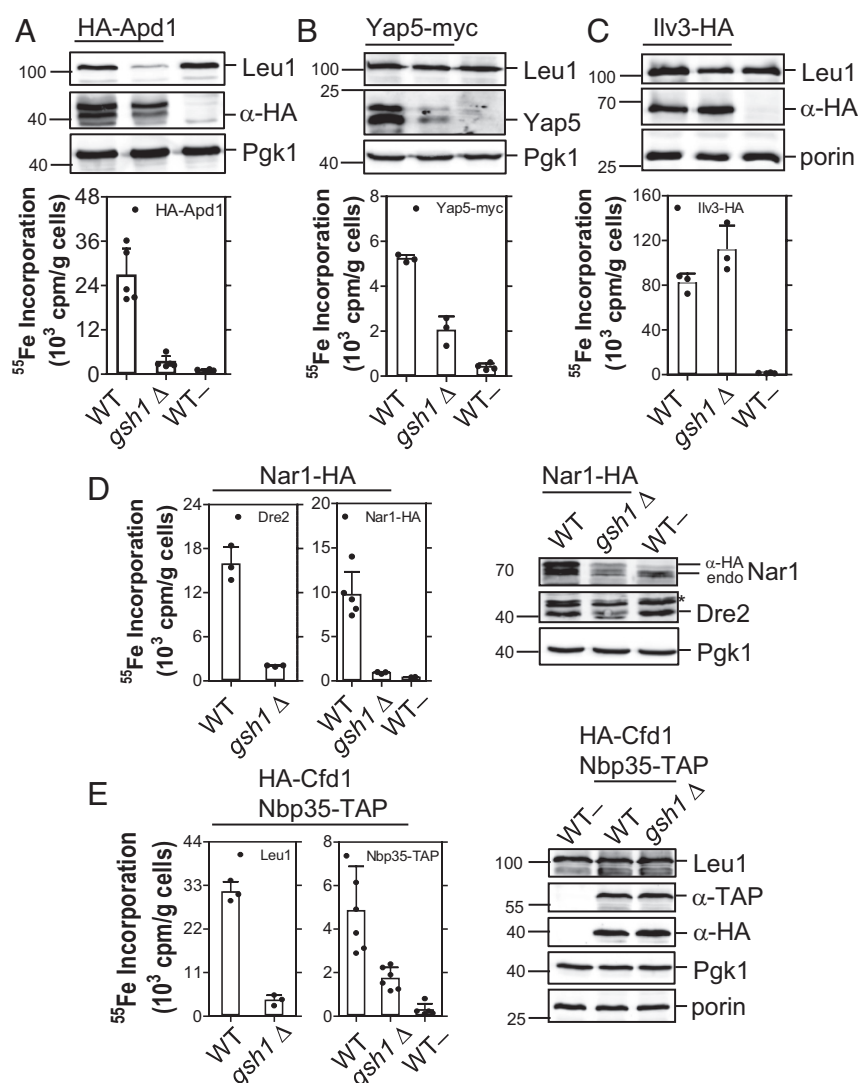 A
HA-Apd1
100
Leu1
40
α-HA
40
Pgk1
55Fe Incorporation
(10³ cpm/g cells)
48
36
24
12
0
HA-Apd1
WT
gsh1 Δ
WT–
B
Yap5-myc
100
Leu1
25
Yap5
40
Pgk1
55Fe Incorporation
(10³ cpm/g cells)
8
6
4
2
0
Yap5-myc
WT
gsh1 Δ
WT–
C
Ilv3-HA
100
Leu1
70
α-HA
25
porin
55Fe Incorporation
(10³ cpm/g cells)
160
120
80
40
0
Ilv3-HA
WT
gsh1 Δ
WT–
D
Nar1-HA
55Fe Incorporation
(10³ cpm/g cells)
24
18
12
6
0
Dre2
WT
gsh1 Δ
20
15
10
5
0
Nar1-HA
WT
gsh1 Δ
WT–
Nar1-HA
WT
gsh1 Δ
WT–
70
α-HA
endo Nar1
*
40
Dre2
40
Pgk1
E
HA-Cfd1
Nbp35-TAP
55Fe Incorporation
(10³ cpm/g cells)
44
33
22
11
0
Leu1
WT
gsh1 Δ
8
6
4
2
0
Nbp35-TAP
WT
gsh1 Δ
WT–
HA-Cfd1
Nbp35-TAP
WT–
WT
gsh1 Δ
100
Leu1
55
α-TAP
40
α-HA
40
Pgk1
25
porin